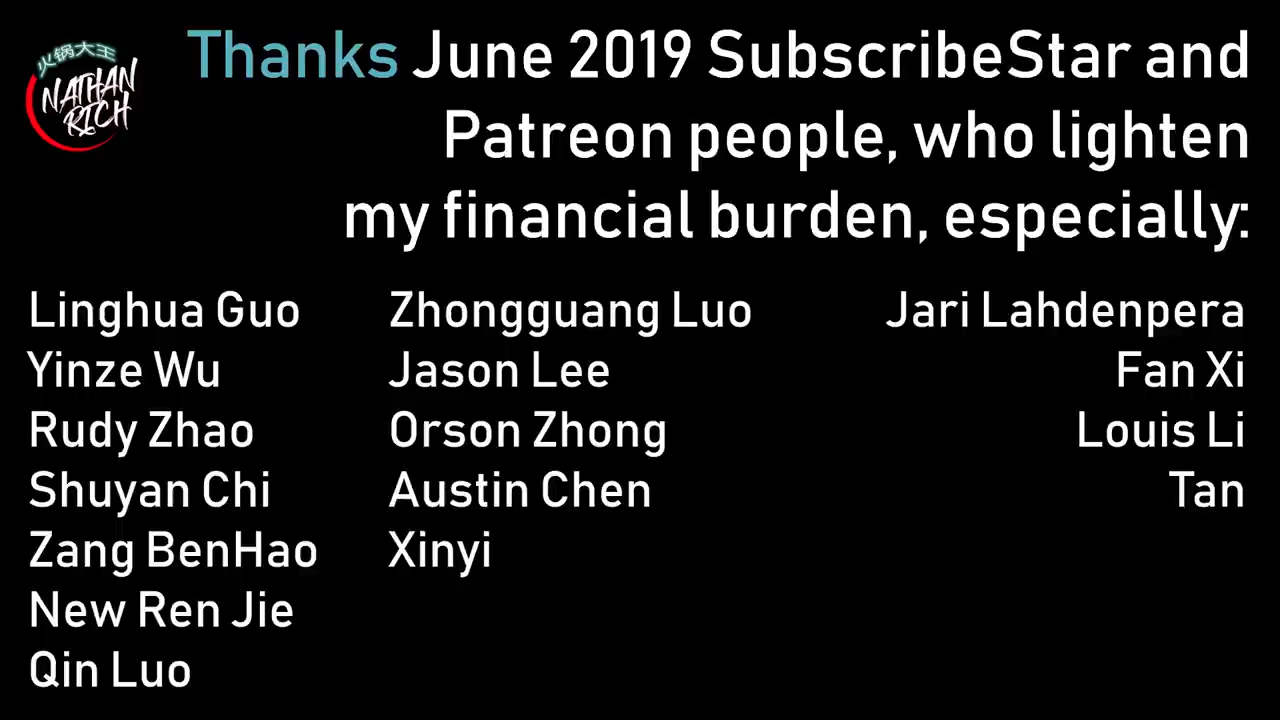 火锅大王
NATHAN
RICH
Thanks June 2019 SubscribeStar and
Patreon people, who lighten
my financial burden, especially:
Linghua Guo
Yinze Wu
Rudy Zhao
Shuyan Chi
Zang BenHao
New Ren Jie
Qin Luo
Zhongguang Luo
Jason Lee
Orson Zhong
Austin Chen
Xinyi
Jari Lahdenpera
Fan Xi
Louis Li
Tan